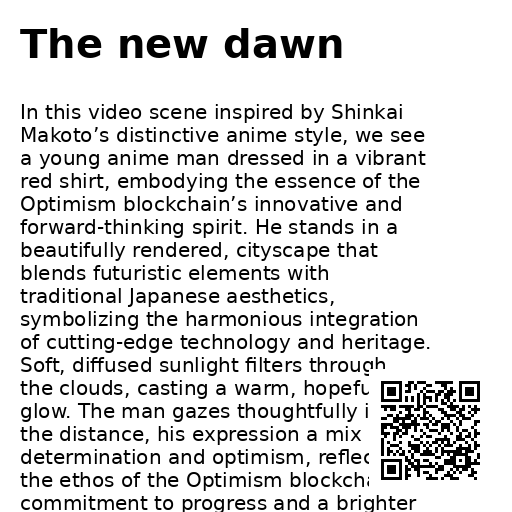 The new dawn
In this video scene inspired by Shinkai
Makoto’s distinctive anime style, we see
a young anime man dressed in a vibrant
red shirt, embodying the essence of the
Optimism blockchain’s innovative and
forward-thinking spirit. He stands in a
beautifully rendered, cityscape that
blends futuristic elements with
traditional Japanese aesthetics,
symbolizing the harmonious integration
of cutting-edge technology and heritage.
Soft, diffused sunlight filters through
the clouds, casting a warm,
glow. The man gazes thoughtfully
the distance, his expression a mix
determination and optimism,
the ethos of the Optimism
commitment to progress and a brighter